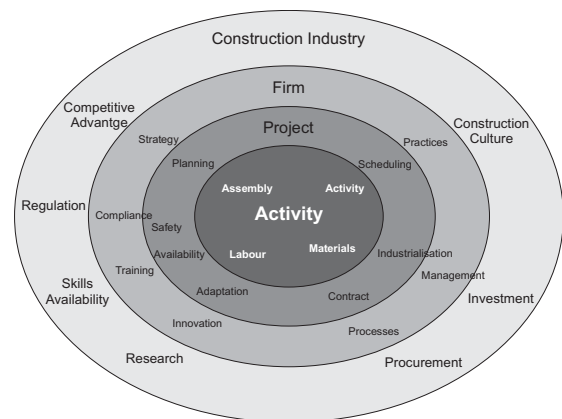 Construction Industry
Firm
Competitive
Advantge
Construction
Culture
Project
Strategy
Practices
Planning
Scheduling
Assembly
Activity
Regulation
Compliance
Activity
Safety
Labour
Materials
Availability
Industrialisation
Training
Management
Skills
Availability
Adaptation
Contract
Investment
Innovation
Processes
Research
Procurement